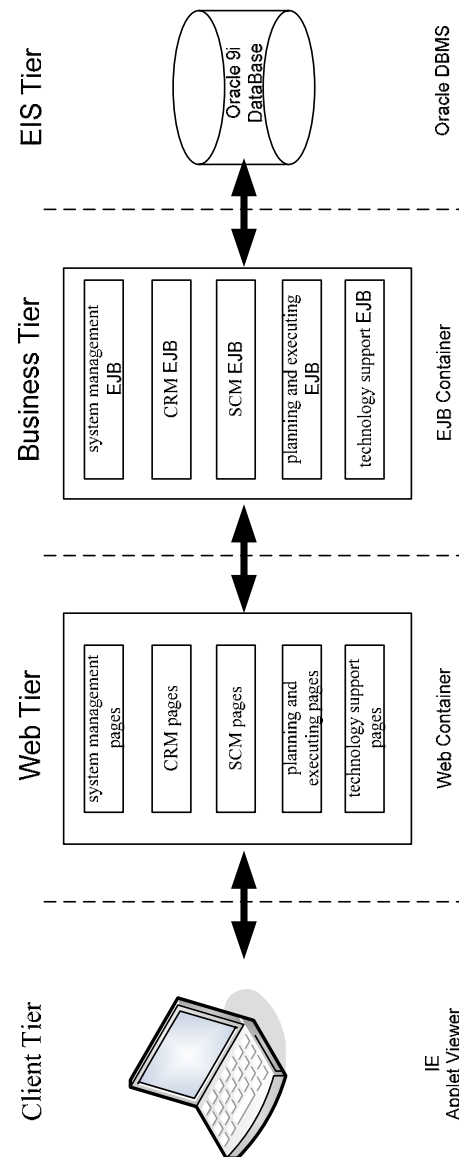 Client Tier
Web Tier
Business Tier
EIS Tier
system management
pages
CRM pages
SCM pages
planning and
executing pages
technology support
pages
system management
EJB
CRM EJB
SCM EJB
planning and executing
EJB
technology support EJB
Oracle 9i
DataBase
IE
Applet Viewer
Web Container
EJB Container
Oracle DBMS